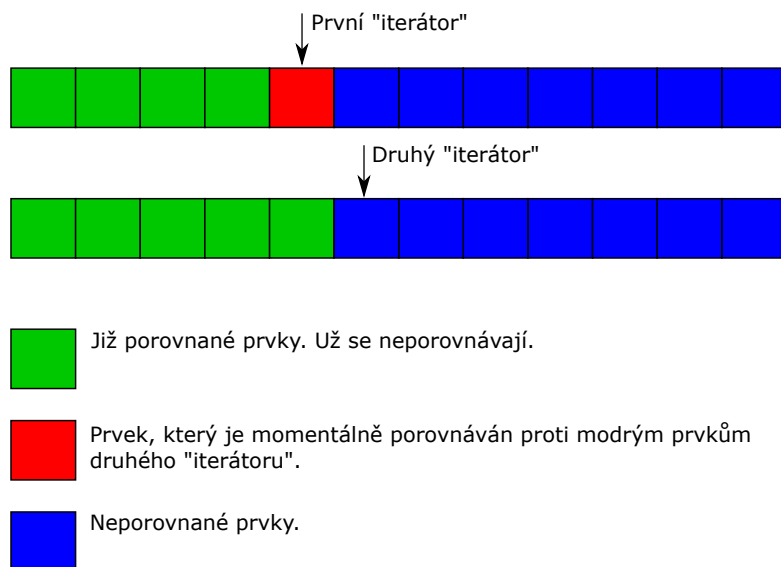 První "iterátor"
Druhý "iterátor"
Již porovnané prvky. Už se neporovnávají.
Prvek, který je momentálně porovnáván proti modrým prvkům
druhého "iterátoru".
Neporovnané prvky.